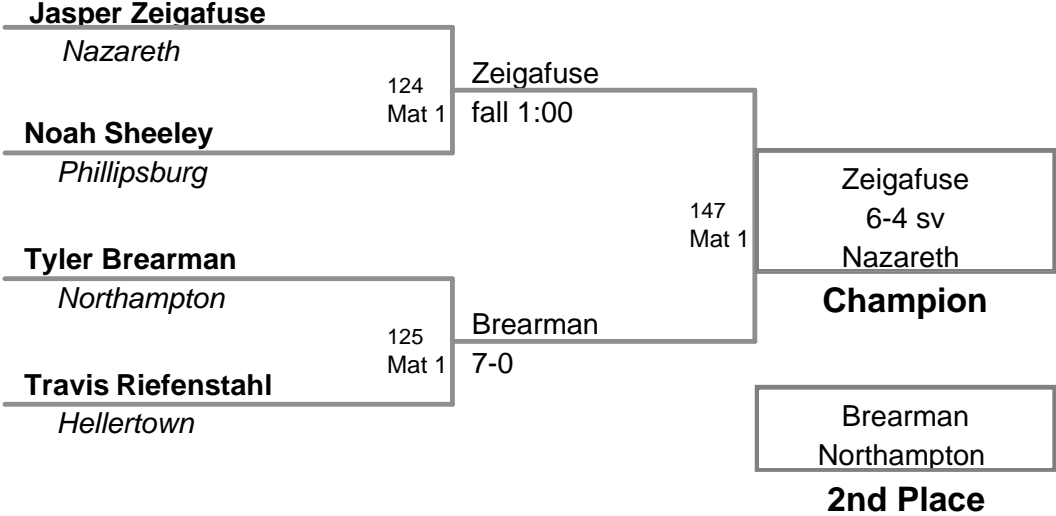 Jasper Zeigafuse
Nazareth
124
Mat 1
Zeigafuse
fall 1:00
Noah Sheeley
Phillipsburg
147
Mat 1
Zeigafuse
6-4 sv
Nazareth
Champion
Tyler Brearman
Northampton
125
Mat 1
Brearman
7-0
Travis Riefenstahl
Hellertown
Brearman
Northampton
2nd Place